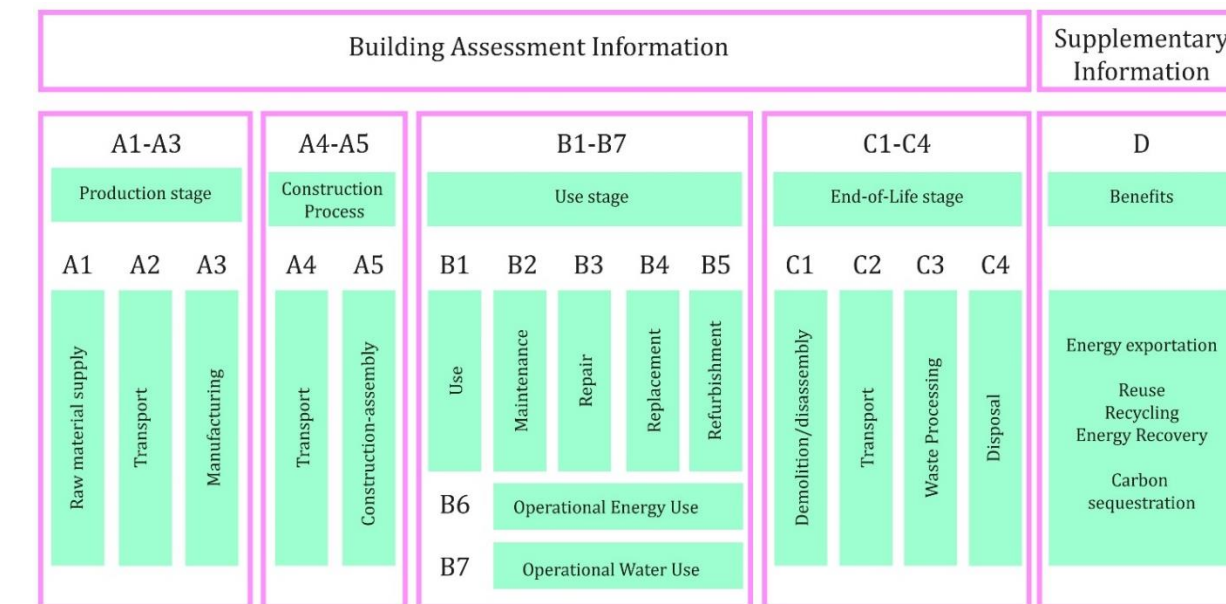 Building Assessment Information
Supplementary
Information
A1-A3
A4-A5
B1-B7
C1-C4
D
Production stage
Construction
Process
Use stage
End-of-Life stage
Benefits
A1
A2
A3
A4
A5
B1
B2
B3
B4
B5
C1
C2
C3
C4
Raw material supply
Transport
Manufacturing
Transport
Construction-assembly
Use
Maintenance
Repair
Replacement
Refurbishment
B6
Operational Energy Use
B7
Operational Water Use
Demolition/disassembly
Transport
Waste Processing
Disposal
Energy exportation
Reuse
Recycling
Energy Recovery
Carbon
sequestration